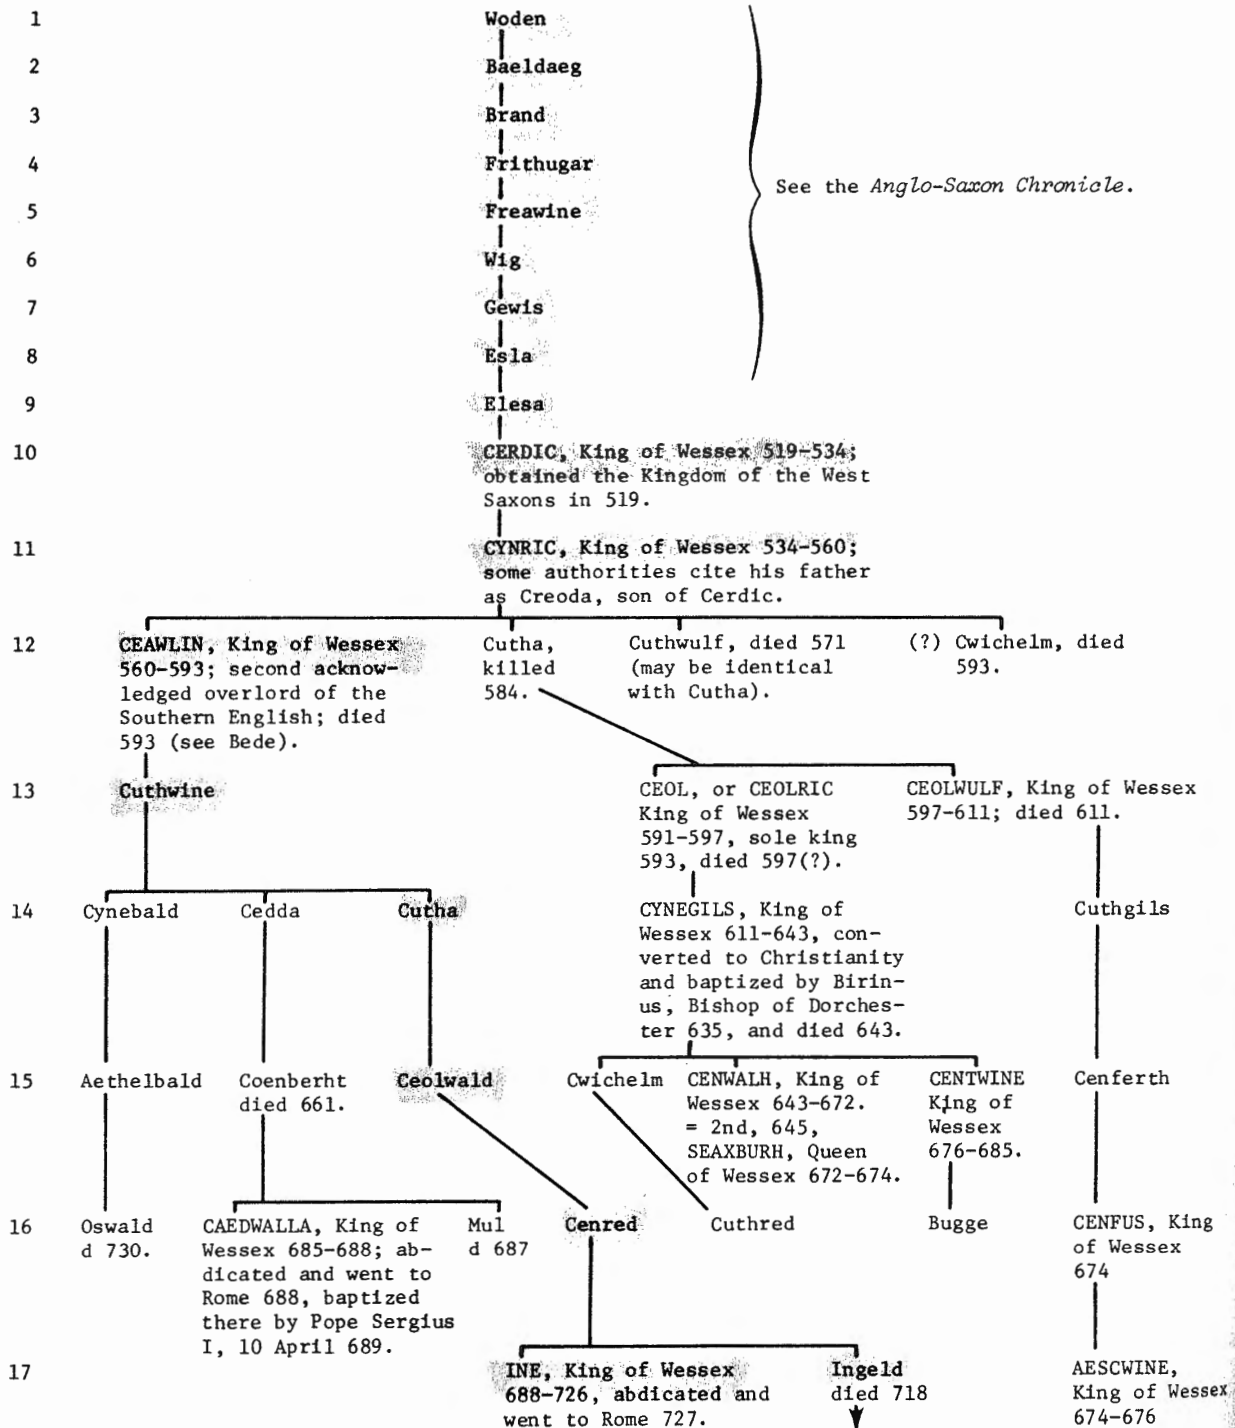 1 Woden
2 Baeldaeg
3 Brand
4 Frithugar
See the Anglo-Saxon Chronicle.
5 Freawine
6 Wig
7 Gewis
8 Esla
9 Elesa
10 CERDIC, King of Wessex 519-534;
obtained the Kingdom of the West
Saxons in 519.
11 CYNRIC, King of Wessex 534-560;
some authorities cite his father
as Creoda, son of Cerdic.
12 CEAWLIN, King of Wessex
560-593; second acknow-
ledged overlord of the
Southern English; died
593 (see Bede).
Cutha,
killed
584.
Cuthwulf, died 571
(may be identical
with Cutha).
(?) Cwichelm, died
593.
13 Cuthwine
CEOL, or CEOLRIC
King of Wessex
591-597, sole king
593, died 597(?).
CEOLWULF, King of Wessex
597-611; died 611.
14 Cynebald
Cedda
Cutha
CYNEGILS, King of
Wessex 611-643, con-
verted to Christianity
and baptized by Birin-
us, Bishop of Dorches-
ter 635, and died 643.
Cuthgils
15 Aethelbald
Coenberht
died 661.
Ceolwald
Cwichelm
CENWALH, King of
Wessex 643-672.
= 2nd, 645,
SEAXBURH, Queen
of Wessex 672-674.
CENTWINE
King of
Wessex
676-685.
Cenferth
16 Oswald
d 730.
CAEDWALLA, King of
Wessex 685-688; ab-
dicated and went to
Rome 688, baptized
there by Pope Sergius
I, 10 April 689.
Mul
d 687
Cenred
Cuthred
Bugge
CENFUS, King
of Wessex
674
17 INE, King of Wessex
688-726, abdicated and
went to Rome 727.
Ingeld
died 718
AESCWINE,
King of Wessex
674-676